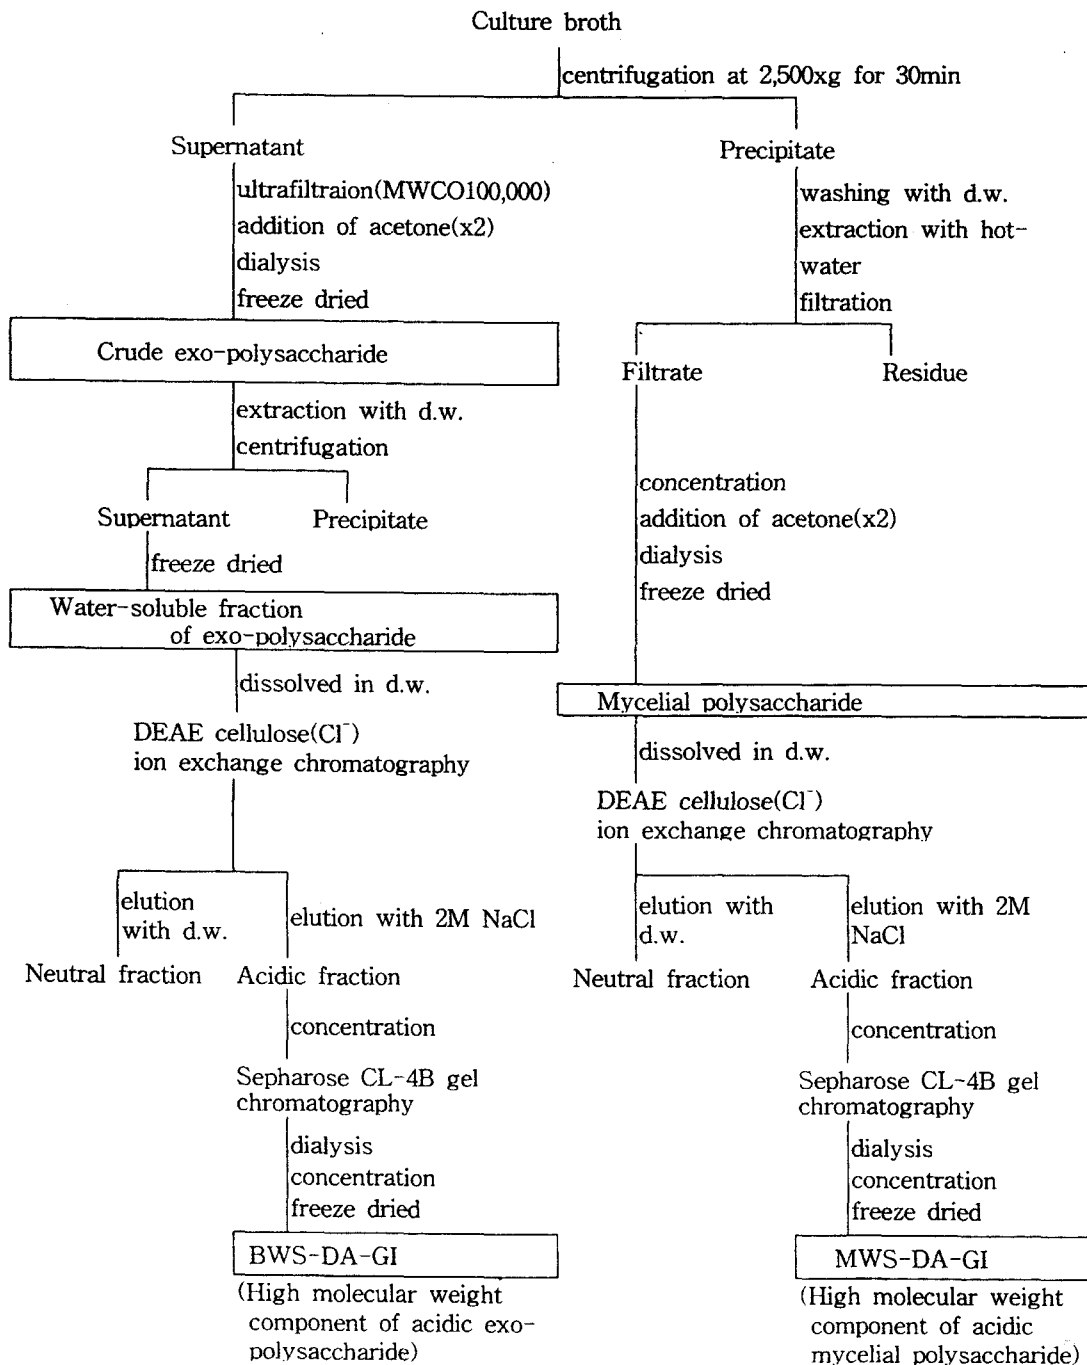 Culture broth
centrifugation at 2,500xg for 30min
Supernatant
ultrafiltraion(MWCO100,000)
addition of acetone(x2)
dialysis
freeze dried
Crude exo-polysaccharide
extraction with d.w.
centrifugation
Supernatant
Precipitate
freeze dried
Water-soluble fraction
of exo-polysaccharide
dissolved in d.w.
DEAE cellulose(Cl⁻)
ion exchange chromatography
elution
with d.w.
elution with 2M NaCl
Neutral fraction
Acidic fraction
concentration
Sepharose CL-4B gel
chromatography
dialysis
concentration
freeze dried
BWS-DA-GI
(High molecular weight
component of acidic exo-
polysaccharide)
Precipitate
washing with d.w.
extraction with hot-
water
filtration
Filtrate
Residue
concentration
addition of acetone(x2)
dialysis
freeze dried
Mycelial polysaccharide
dissolved in d.w.
DEAE cellulose(Cl⁻)
ion exchange chromatography
elution with
d.w.
elution with 2M
NaCl
Neutral fraction
Acidic fraction
concentration
Sepharose CL-4B gel
chromatography
dialysis
concentration
freeze dried
MWS-DA-GI
(High molecular weight
component of acidic
mycelial polysaccharide)